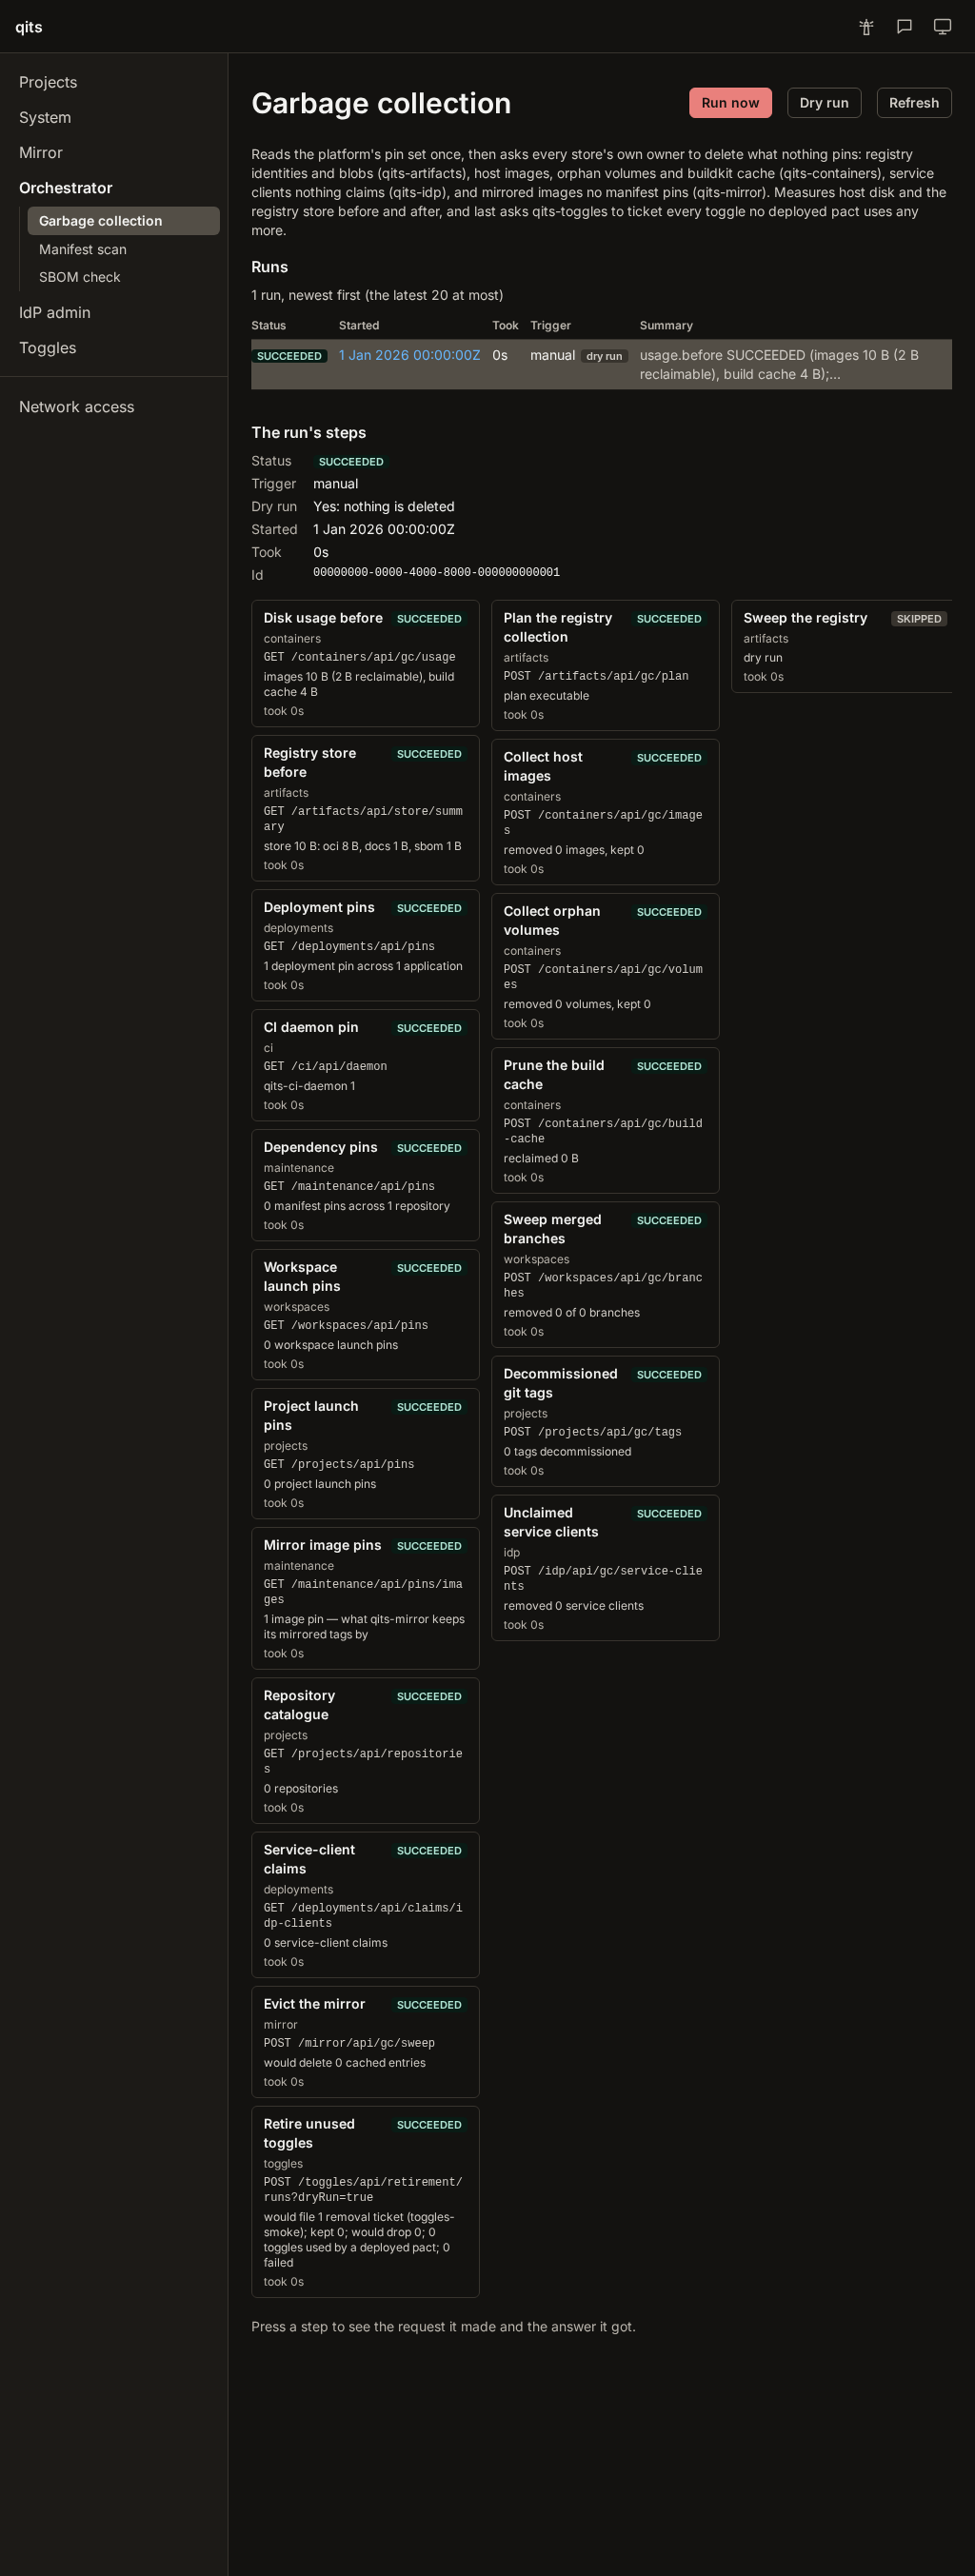 qits
Projects
System
Mirror
Orchestrator
Garbage collection
Manifest scan
SBOM check
IdP admin
Toggles
Network access
Garbage collection
Run now
Dry run
Refresh
Reads the platform's pin set once, then asks every store's own owner to delete what nothing pins: registry
identities and blobs (qits-artifacts), host images, orphan volumes and buildkit cache (qits-containers), service
clients nothing claims (qits-idp), and mirrored images no manifest pins (qits-mirror). Measures host disk and the
registry store before and after, and last asks qits-toggles to ticket every toggle no deployed pact uses any
more.
Runs
1 run, newest first (the latest 20 at most)
Status Started Took Trigger Summary
SUCCEEDED 1 Jan 2026 00:00:00Z 0s manual dry run usage.before SUCCEEDED (images 10 B (2 B
reclaimable), build cache 4 B);...
The run's steps
Status SUCCEEDED
Trigger manual
Dry run Yes: nothing is deleted
Started 1 Jan 2026 00:00:00Z
Took 0s
Id 00000000-0000-4000-8000-000000000001
Disk usage before SUCCEEDED
containers
GET /containers/api/gc/usage
images 10 B (2 B reclaimable), build
cache 4 B
took 0s
Registry store
before
SUCCEEDED
artifacts
GET /artifacts/api/store/summ
ary
store 10 B: oci 8 B, docs 1 B, sbom 1 B
took 0s
Deployment pins SUCCEEDED
deployments
GET /deployments/api/pins
1 deployment pin across 1 application
took 0s
CI daemon pin SUCCEEDED
ci
GET /ci/api/daemon
qits-ci-daemon 1
took 0s
Dependency pins SUCCEEDED
maintenance
GET /maintenance/api/pins
0 manifest pins across 1 repository
took 0s
Workspace
launch pins
SUCCEEDED
workspaces
GET /workspaces/api/pins
0 workspace launch pins
took 0s
Project launch
pins
SUCCEEDED
projects
GET /projects/api/pins
0 project launch pins
took 0s
Mirror image pins SUCCEEDED
maintenance
GET /maintenance/api/pins/ima
ges
1 image pin — what qits-mirror keeps
its mirrored tags by
took 0s
Repository
catalogue
SUCCEEDED
projects
GET /projects/api/repositorie
s
0 repositories
took 0s
Service-client
claims
SUCCEEDED
deployments
GET /deployments/api/claims/i
dp-clients
0 service-client claims
took 0s
Evict the mirror SUCCEEDED
mirror
POST /mirror/api/gc/sweep
would delete 0 cached entries
took 0s
Retire unused
toggles
SUCCEEDED
toggles
POST /toggles/api/retirement/
runs?dryRun=true
would file 1 removal ticket (toggles-
smoke); kept 0; would drop 0; 0
toggles used by a deployed pact; 0
failed
took 0s
Plan the registry
collection
SUCCEEDED
artifacts
POST /artifacts/api/gc/plan
plan executable
took 0s
Collect host
images
SUCCEEDED
containers
POST /containers/api/gc/image
s
removed 0 images, kept 0
took 0s
Collect orphan
volumes
SUCCEEDED
containers
POST /containers/api/gc/volum
es
removed 0 volumes, kept 0
took 0s
Prune the build
cache
SUCCEEDED
containers
POST /containers/api/gc/build
-cache
reclaimed 0 B
took 0s
Sweep merged
branches
SUCCEEDED
workspaces
POST /workspaces/api/gc/branc
hes
removed 0 of 0 branches
took 0s
Decommissioned
git tags
SUCCEEDED
projects
POST /projects/api/gc/tags
0 tags decommissioned
took 0s
Unclaimed
service clients
SUCCEEDED
idp
POST /idp/api/gc/service-clie
nts
removed 0 service clients
took 0s
Sweep the registry SKIPPED
artifacts
dry run
took 0s
Press a step to see the request it made and the answer it got.